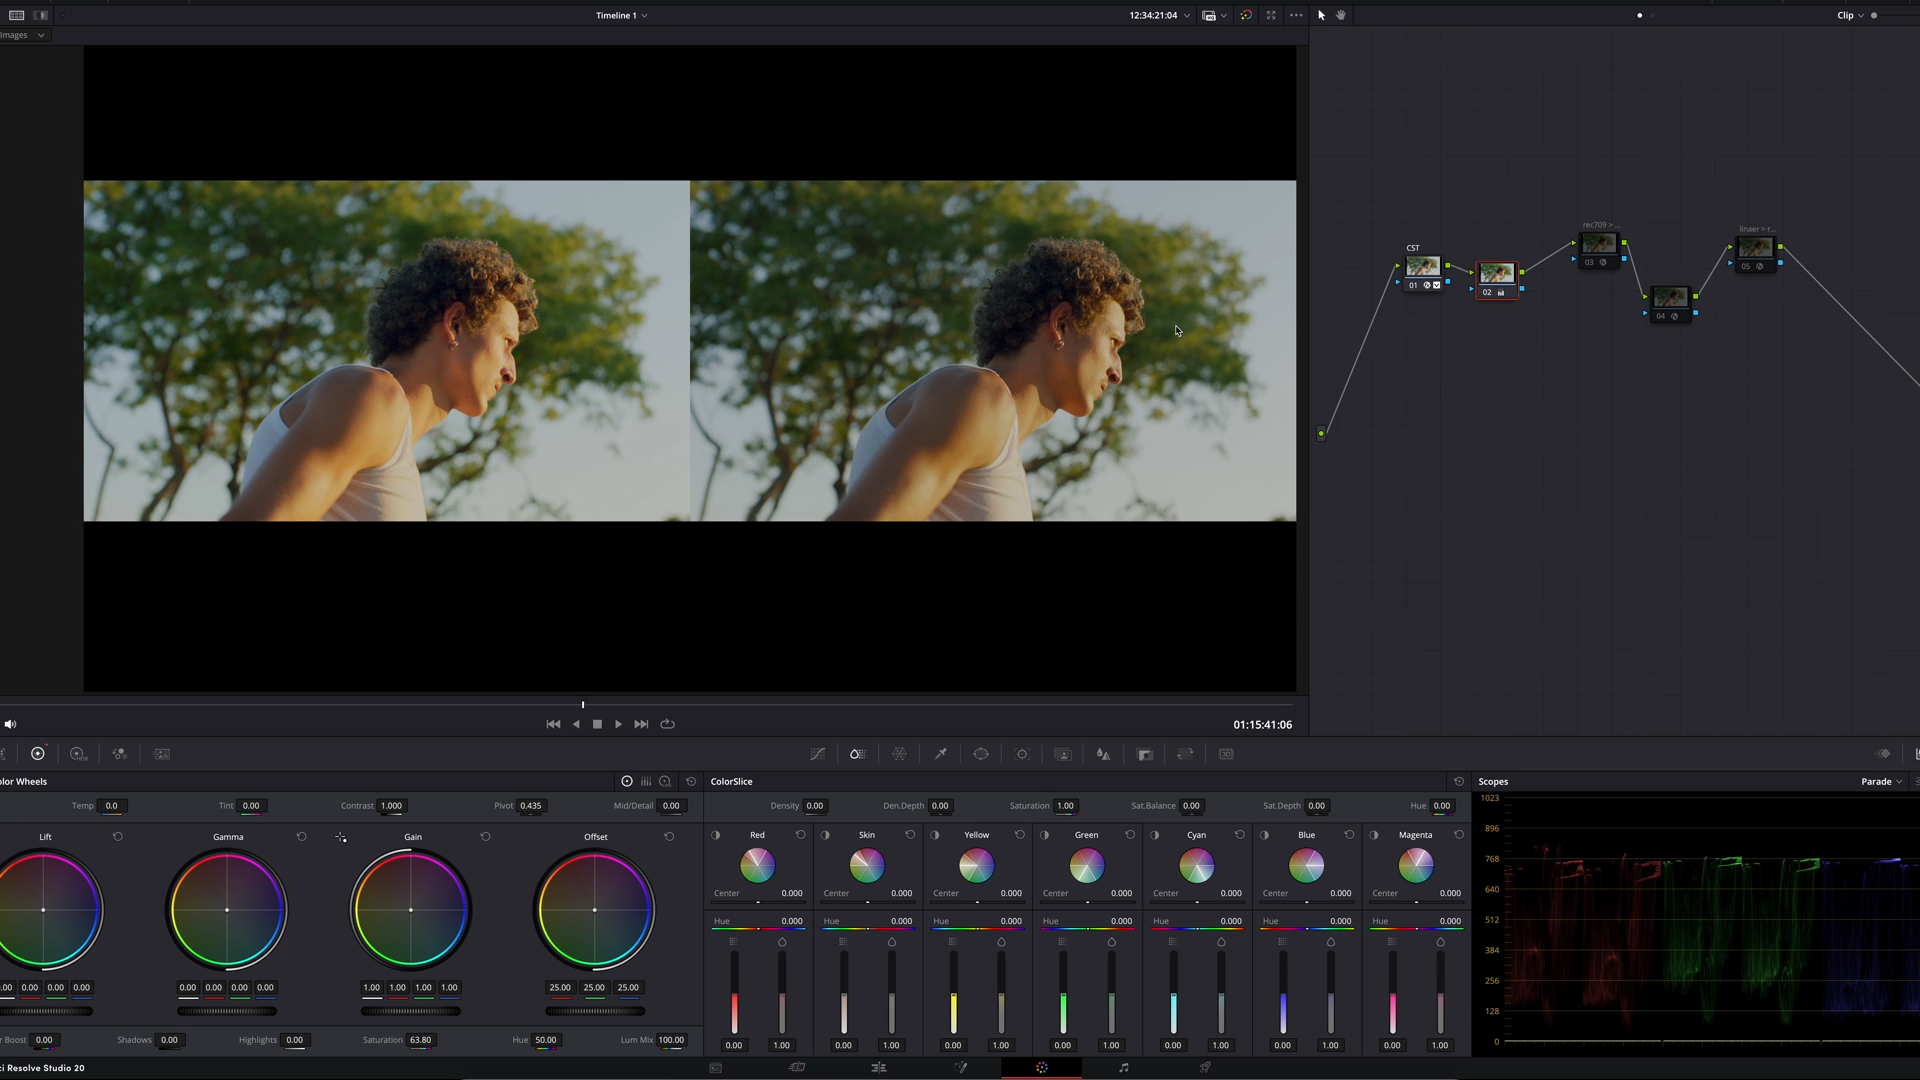 Timeline 1
12:34:21:04
Clip
Images
CST
01
02
rec709 > ...
03
04
linaer > r...
05
01:15:41:06
olor Wheels
Temp 0.0
Tint 0.00
Contrast 1.000
Pivot 0.435
Mid/Detail 0.00
Lift
Gamma
Gain
Offset
0.00 0.00 0.00 0.00
0.00 0.00 0.00 0.00
1.00 1.00 1.00 1.00
25.00 25.00 25.00
r Boost 0.00
Shadows 0.00
Highlights 0.00
Saturation 63.80
Hue 50.00
Lum Mix 100.00
ColorSlice
Density 0.00
Den.Depth 0.00
Saturation 1.00
Sat.Balance 0.00
Sat.Depth 0.00
Hue 0.00
Red
Center 0.000
Hue 0.000
0.00 1.00
Skin
Center 0.000
Hue 0.000
0.00 1.00
Yellow
Center 0.000
Hue 0.000
0.00 1.00
Green
Center 0.000
Hue 0.000
0.00 1.00
Cyan
Center 0.000
Hue 0.000
0.00 1.00
Blue
Center 0.000
Hue 0.000
0.00 1.00
Magenta
Center 0.000
Hue 0.000
0.00 1.00
Scopes
Parade
1023
896
768
640
512
384
256
128
0
ci Resolve Studio 20